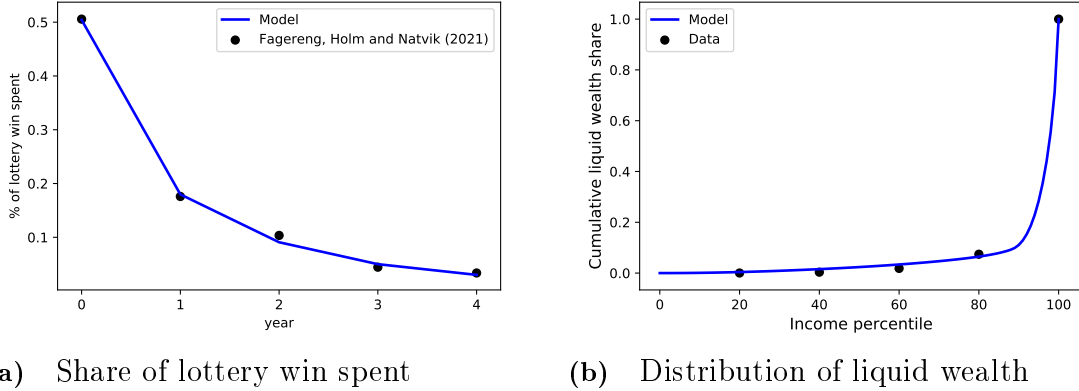 0.5
0.4
0.3
0.2
0.1
% of lottery win spent
0 1 2 3 4
year
Model
Fagereng, Holm and Natvik (2021)
a) Share of lottery win spent
1.0
0.8
0.6
0.4
0.2
0.0
Cumulative liquid wealth share
0 20 40 60 80 100
Income percentile
Model
Data
(b) Distribution of liquid wealth